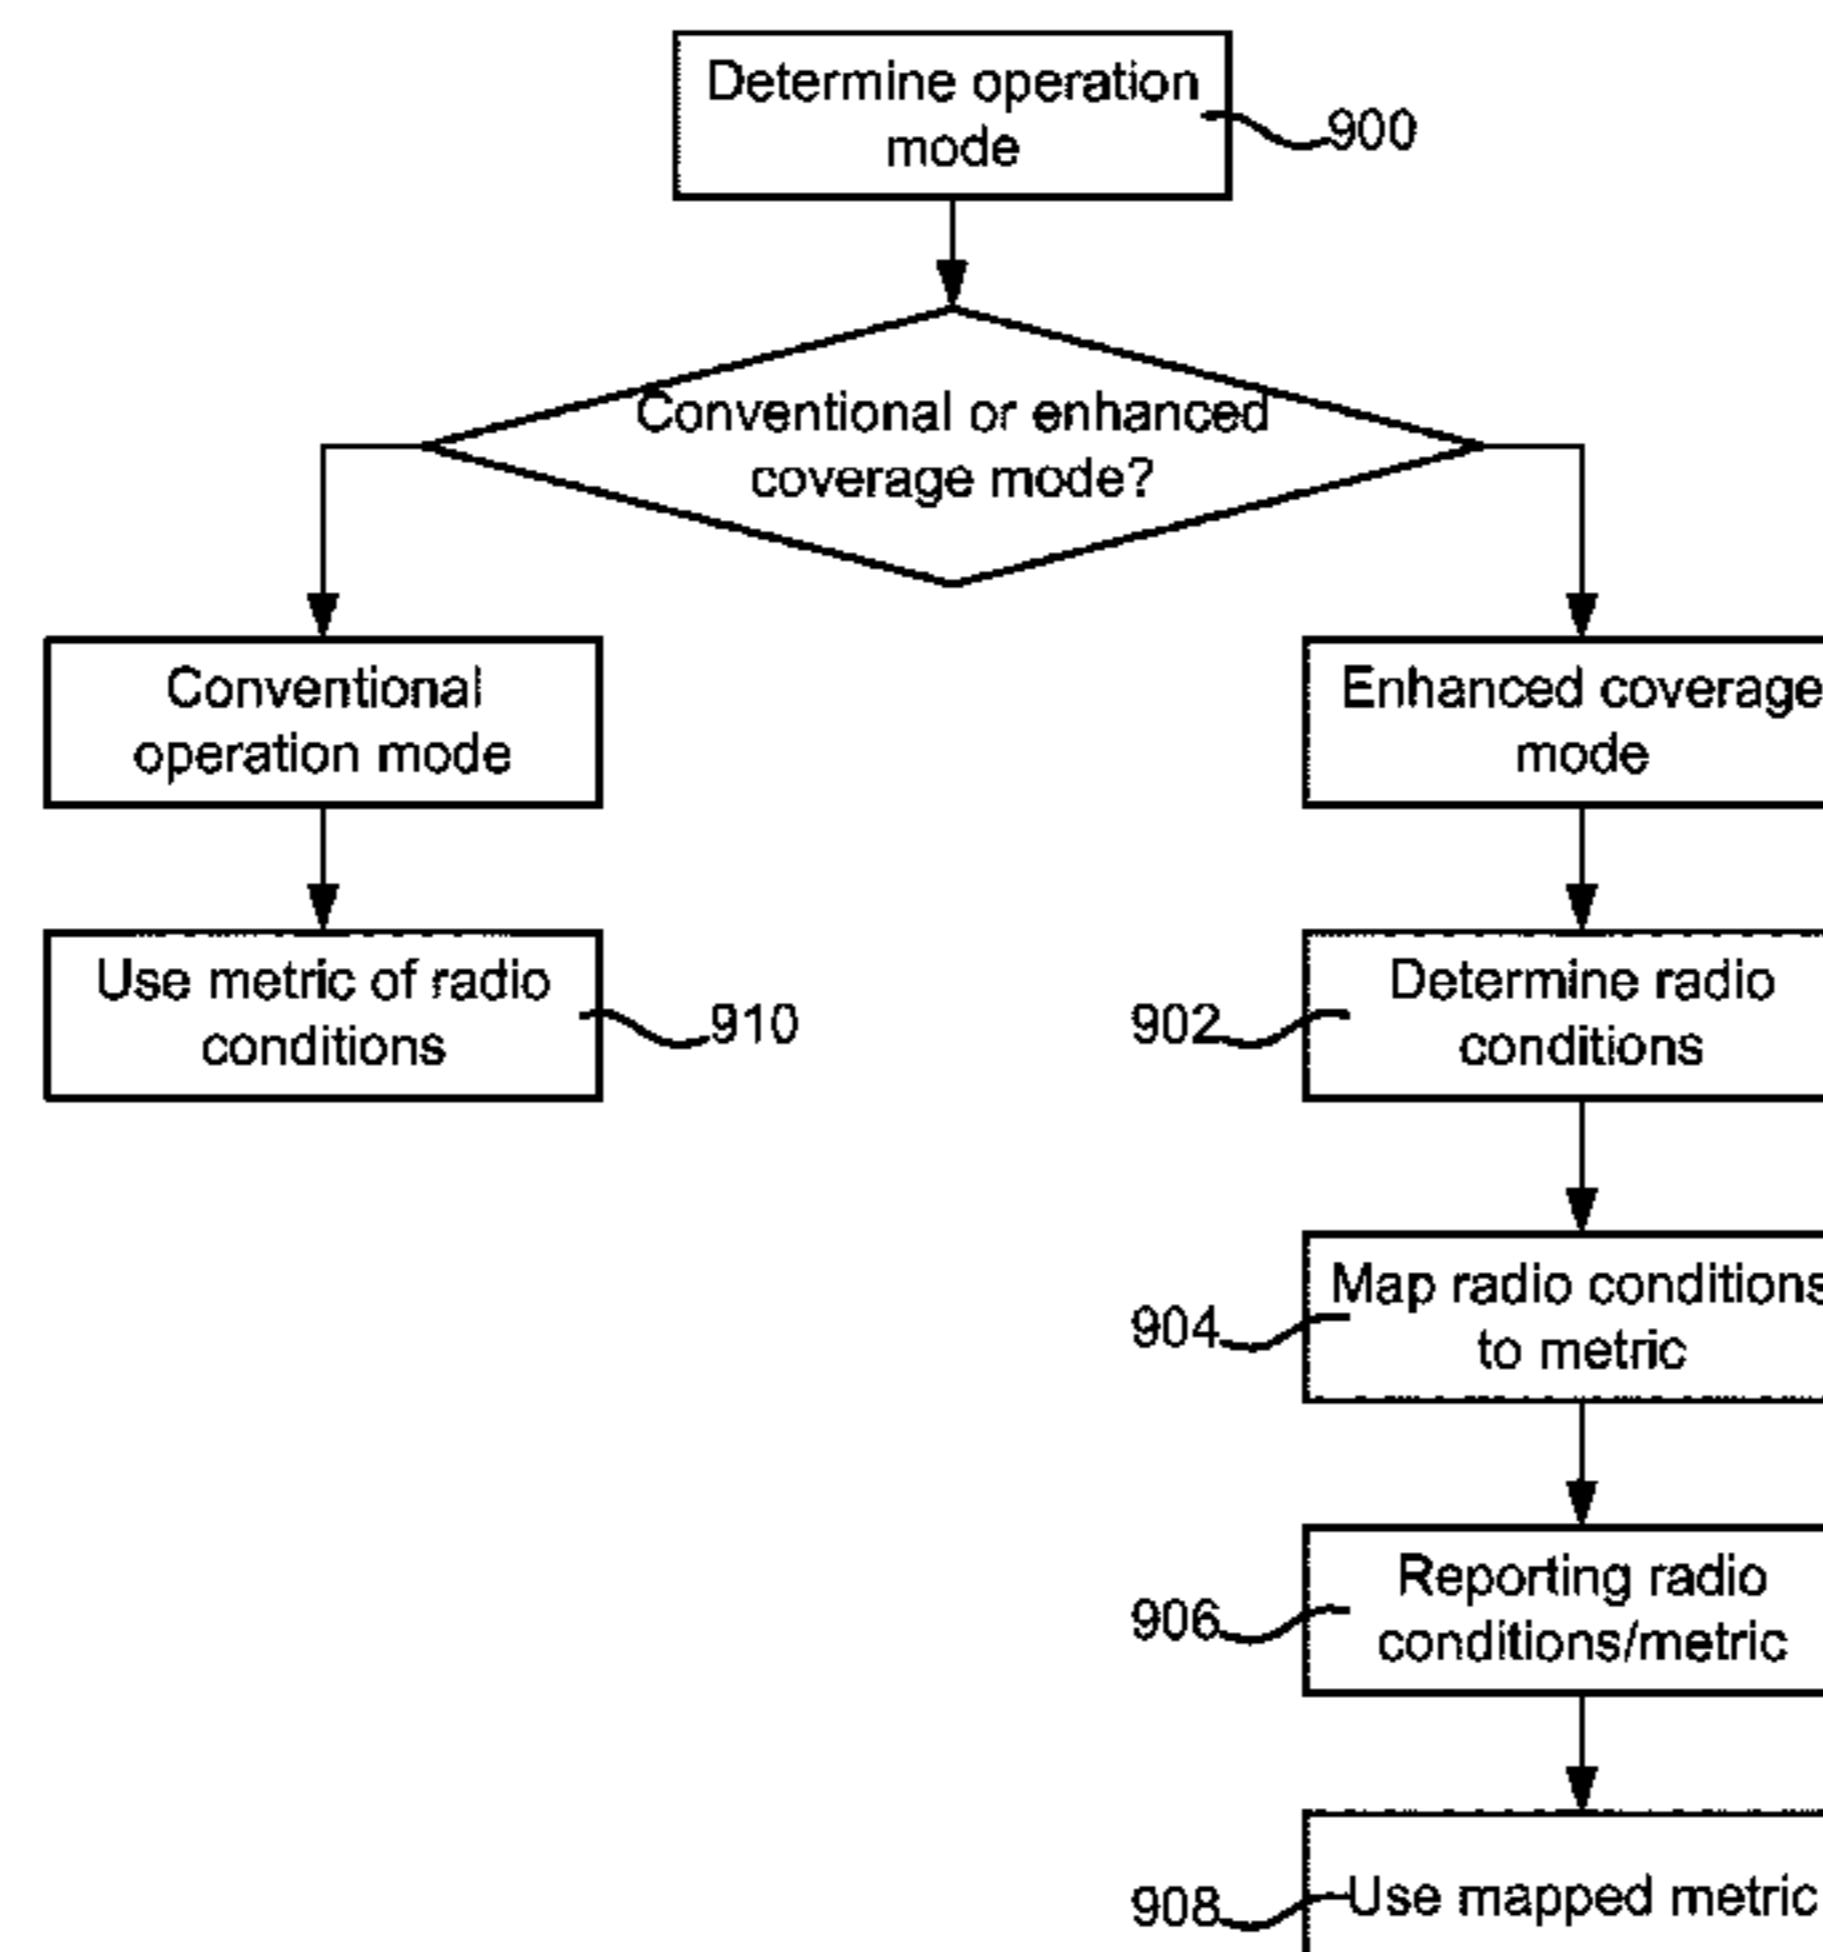 Determine operation
mode
900
Conventional or enhanced
coverage mode?
Conventional
operation mode
Enhanced coverage
mode
Use metric of radio
conditions
910
902
Determine radio
conditions
904
Map radio conditions
to metric
906
Reporting radio
conditions/metric
908
Use mapped metric